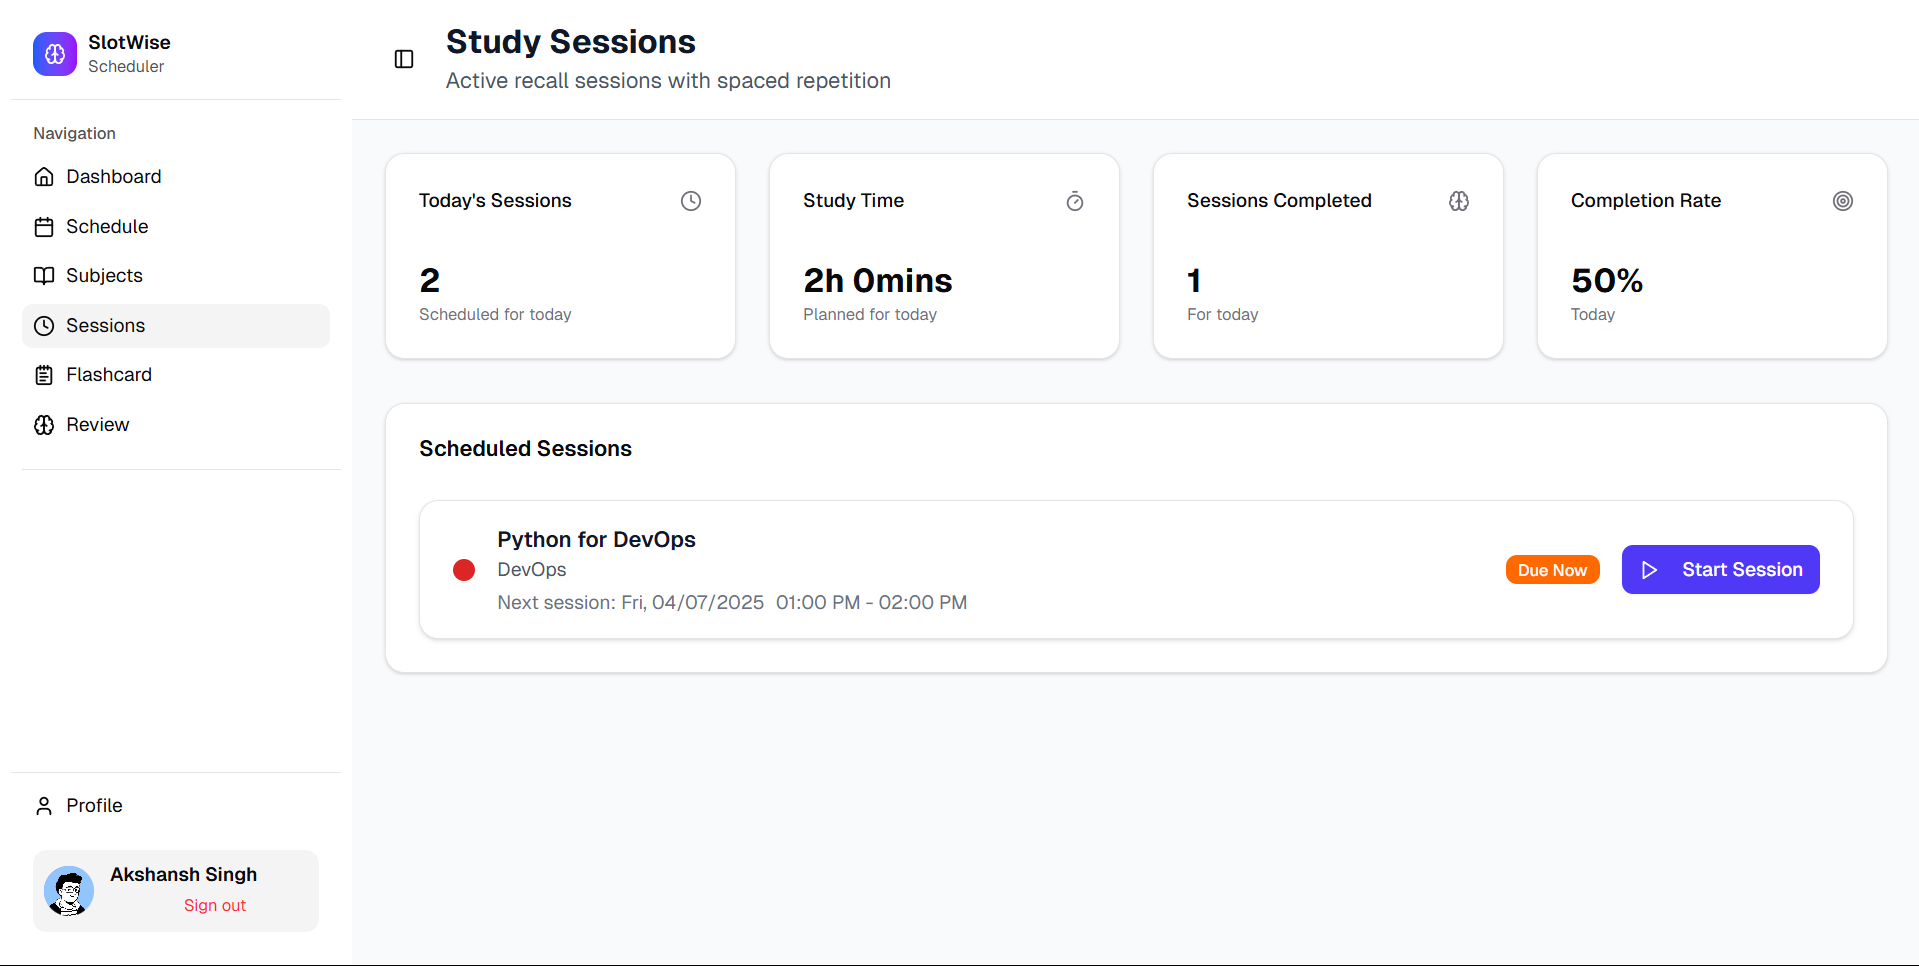 SlotWise
Scheduler
Navigation
Dashboard
Schedule
Subjects
Sessions
Flashcard
Review
Profile
Akshansh Singh
Sign out
Study Sessions
Active recall sessions with spaced repetition
Today's Sessions
2
Scheduled for today
Study Time
2h 0mins
Planned for today
Sessions Completed
1
For today
Completion Rate
50%
Today
Scheduled Sessions
Python for DevOps
DevOps
Next session: Fri, 04/07/2025 01:00 PM - 02:00 PM
Due Now
Start Session